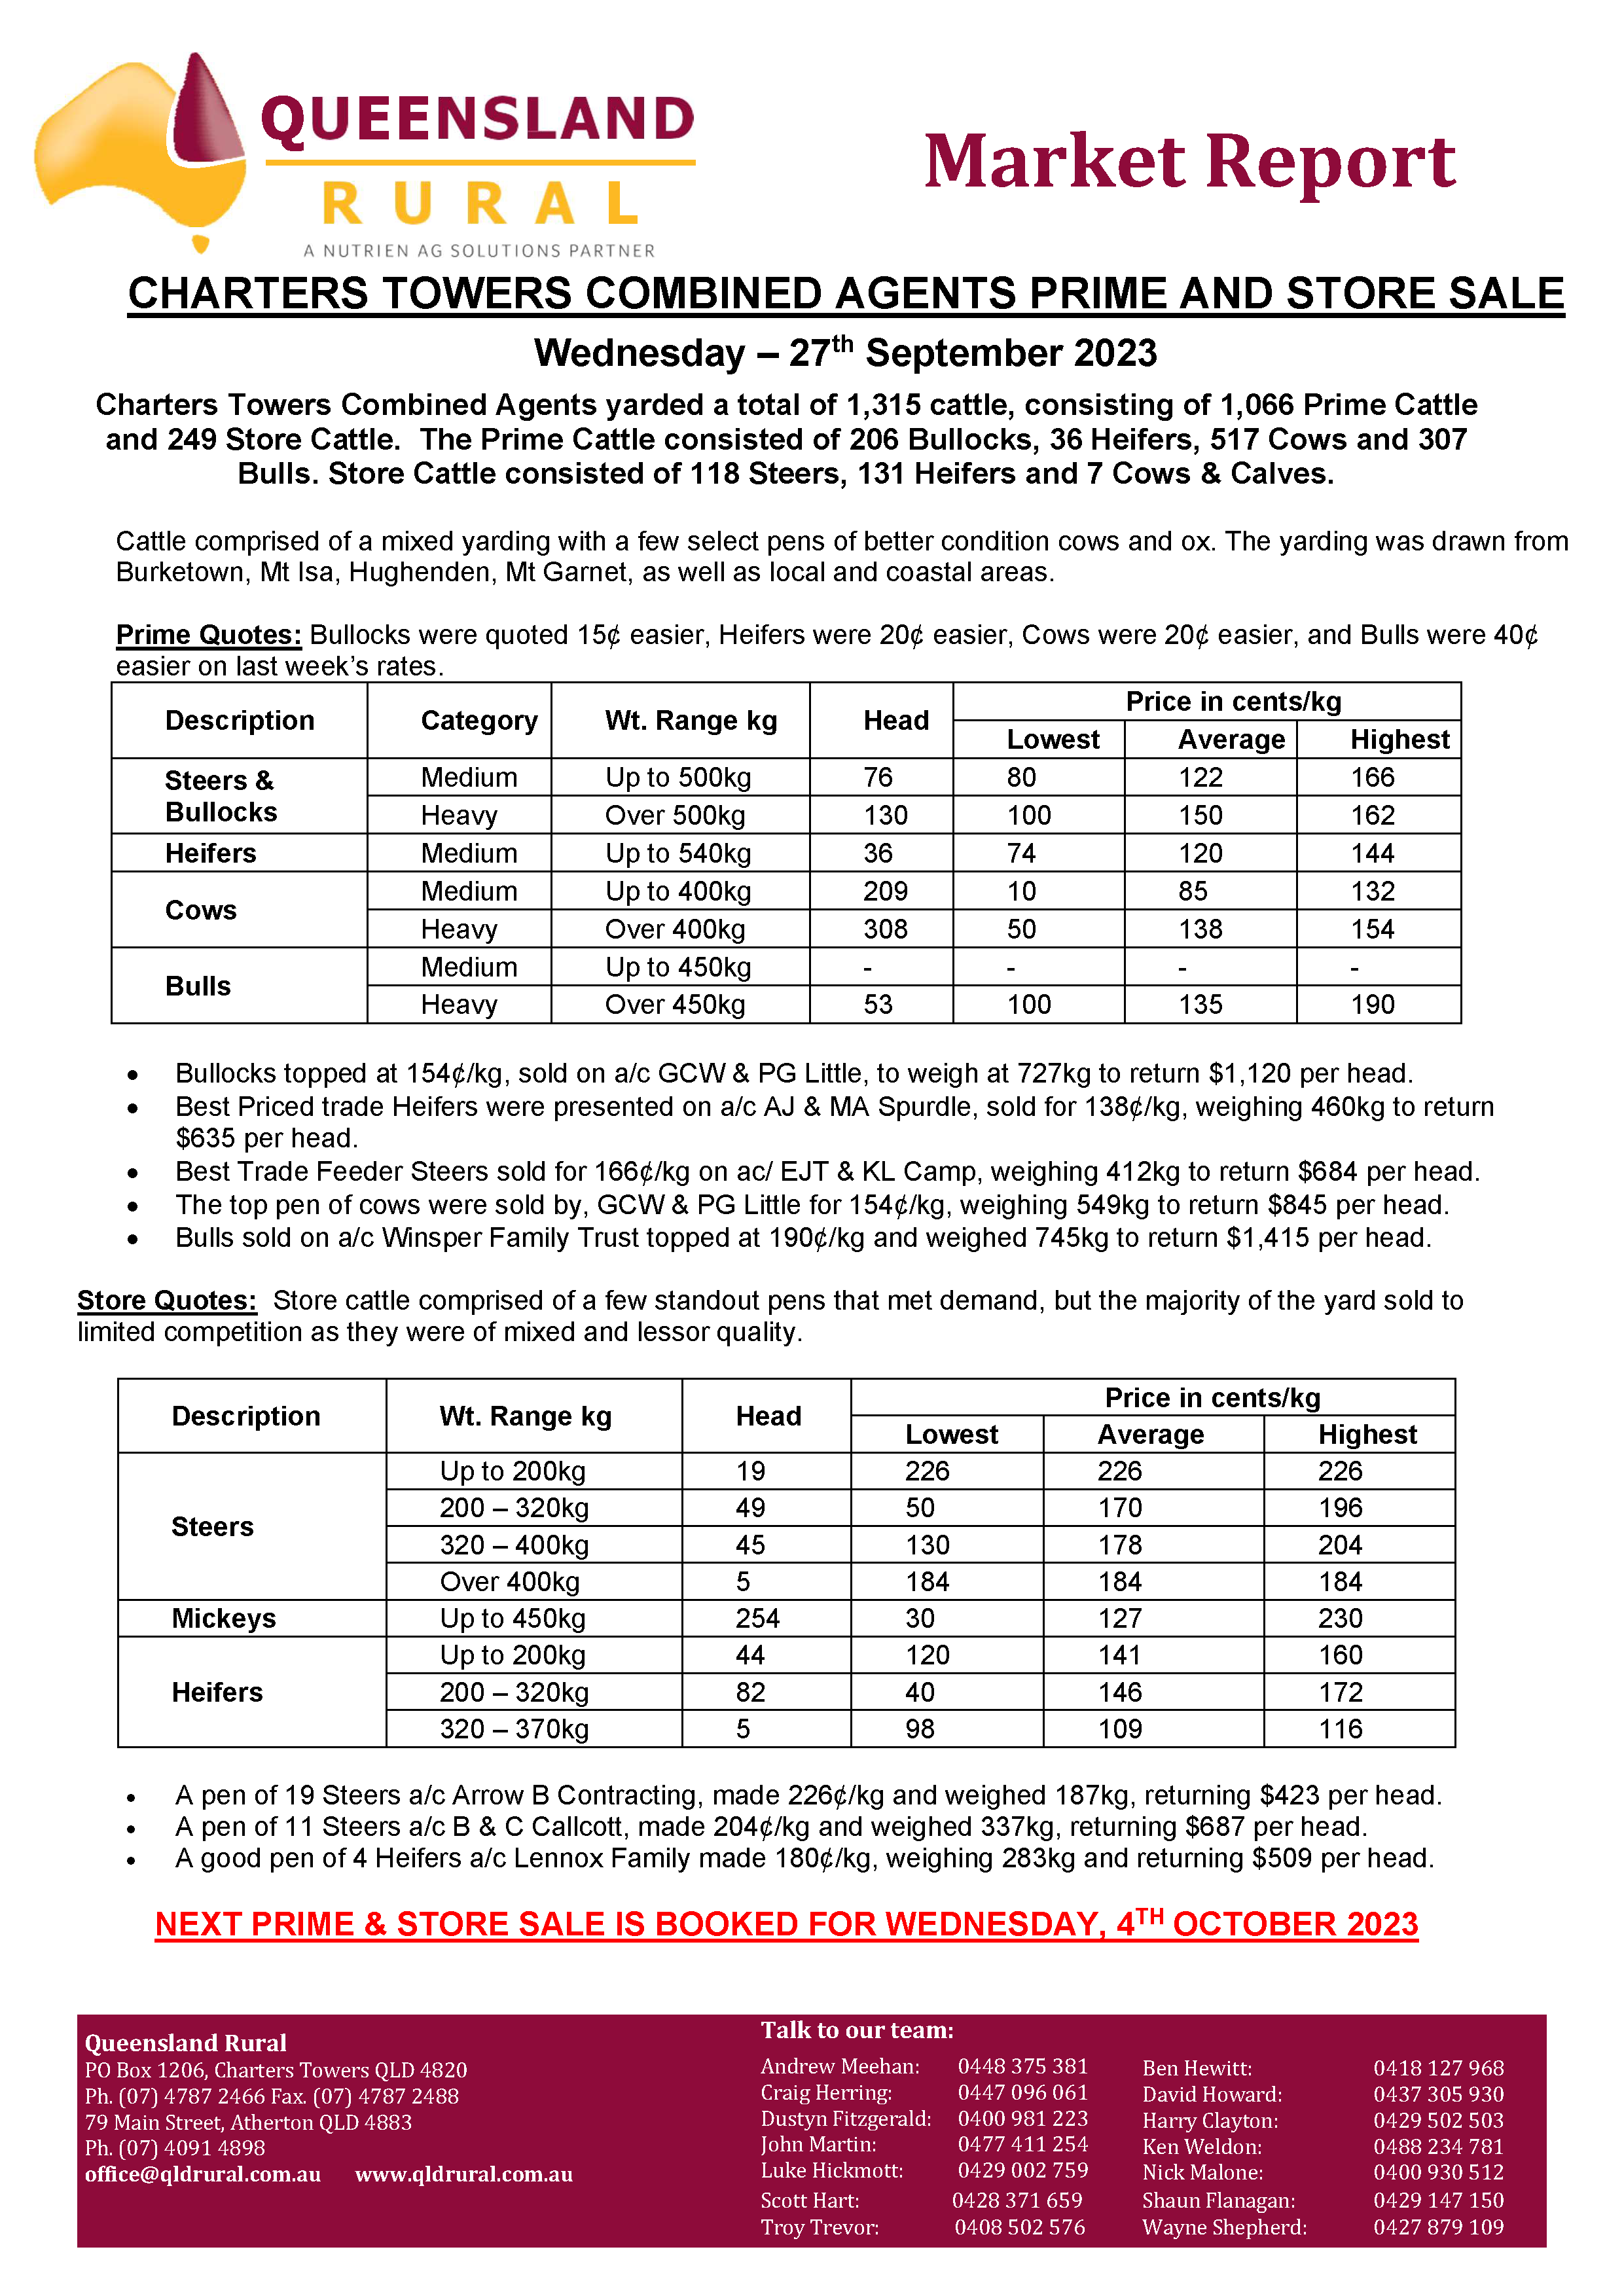 QUEENSLAND
RURAL
A NUTRIEN AG SOLUTIONS PARTNER
Market Report
CHARTERS TOWERS COMBINED AGENTS PRIME AND STORE SALE
Wednesday – 27th September 2023
Charters Towers Combined Agents yarded a total of 1,315 cattle, consisting of 1,066 Prime Cattle
and 249 Store Cattle. The Prime Cattle consisted of 206 Bullocks, 36 Heifers, 517 Cows and 307
Bulls. Store Cattle consisted of 118 Steers, 131 Heifers and 7 Cows & Calves.
Cattle comprised of a mixed yarding with a few select pens of better condition cows and ox. The yarding was drawn from
Burketown, Mt Isa, Hughenden, Mt Garnet, as well as local and coastal areas.
Prime Quotes: Bullocks were quoted 15¢ easier, Heifers were 20¢ easier, Cows were 20¢ easier, and Bulls were 40¢
easier on last week’s rates.
Description Category Wt. Range kg Head Price in cents/kg
Lowest Average Highest
Steers & Bullocks Medium Up to 500kg 76 80 122 166
Heavy Over 500kg 130 100 150 162
Heifers Medium Up to 540kg 36 74 120 144
Cows Medium Up to 400kg 209 10 85 132
Heavy Over 400kg 308 50 138 154
Bulls Medium Up to 450kg - - - -
Heavy Over 450kg 53 100 135 190
• Bullocks topped at 154¢/kg, sold on a/c GCW & PG Little, to weigh at 727kg to return $1,120 per head.
• Best Priced trade Heifers were presented on a/c AJ & MA Spurdle, sold for 138¢/kg, weighing 460kg to return
$635 per head.
• Best Trade Feeder Steers sold for 166¢/kg on ac/ EJT & KL Camp, weighing 412kg to return $684 per head.
• The top pen of cows were sold by, GCW & PG Little for 154¢/kg, weighing 549kg to return $845 per head.
• Bulls sold on a/c Winsper Family Trust topped at 190¢/kg and weighed 745kg to return $1,415 per head.
Store Quotes: Store cattle comprised of a few standout pens that met demand, but the majority of the yard sold to
limited competition as they were of mixed and lessor quality.
Description Wt. Range kg Head Price in cents/kg
Lowest Average Highest
Steers Up to 200kg 19 226 226 226
200 – 320kg 49 50 170 196
320 – 400kg 45 130 178 204
Over 400kg 5 184 184 184
Mickeys Up to 450kg 254 30 127 230
Heifers Up to 200kg 44 120 141 160
200 – 320kg 82 40 146 172
320 – 370kg 5 98 109 116
• A pen of 19 Steers a/c Arrow B Contracting, made 226¢/kg and weighed 187kg, returning $423 per head.
• A pen of 11 Steers a/c B & C Callcott, made 204¢/kg and weighed 337kg, returning $687 per head.
• A good pen of 4 Heifers a/c Lennox Family made 180¢/kg, weighing 283kg and returning $509 per head.
NEXT PRIME & STORE SALE IS BOOKED FOR WEDNESDAY, 4TH OCTOBER 2023
Queensland Rural
PO Box 1206, Charters Towers QLD 4820
Ph. (07) 4787 2466 Fax. (07) 4787 2488
79 Main Street, Atherton QLD 4883
Ph. (07) 4091 4898
office@qldrural.com.au www.qldrural.com.au
Talk to our team:
Andrew Meehan: 0448 375 381
Craig Herring: 0447 096 061
Dustyn Fitzgerald: 0400 981 223
John Martin: 0477 411 254
Luke Hickmott: 0429 002 759
Scott Hart: 0428 371 659
Troy Trevor: 0408 502 576
Ben Hewitt: 0418 127 968
David Howard: 0437 305 930
Harry Clayton: 0429 502 503
Ken Weldon: 0488 234 781
Nick Malone: 0400 930 512
Shaun Flanagan: 0429 147 150
Wayne Shepherd: 0427 879 109